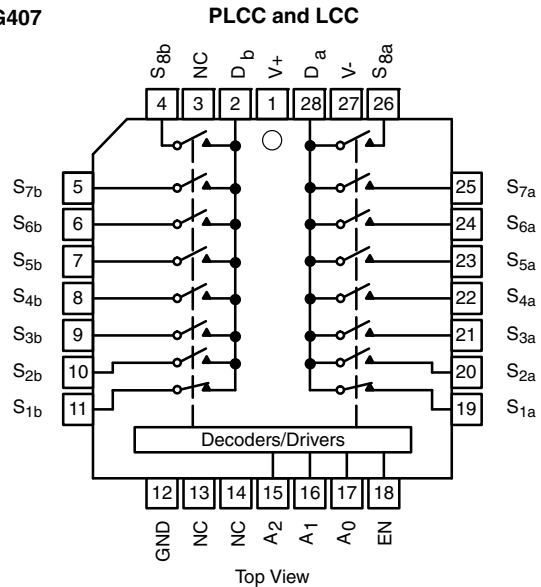 G407
PLCC and LCC
S8b NC Db V+ Da V- S8a
4 3 2 1 28 27 26
S7b 5 25 S7a
S6b 6 24 S6a
S5b 7 23 S5a
S4b 8 22 S4a
S3b 9 21 S3a
S2b 10 20 S2a
S1b 11 19 S1a
Decoders/Drivers
12 13 14 15 16 17 18
GND NC NC A2 A1 A0 EN
Top View